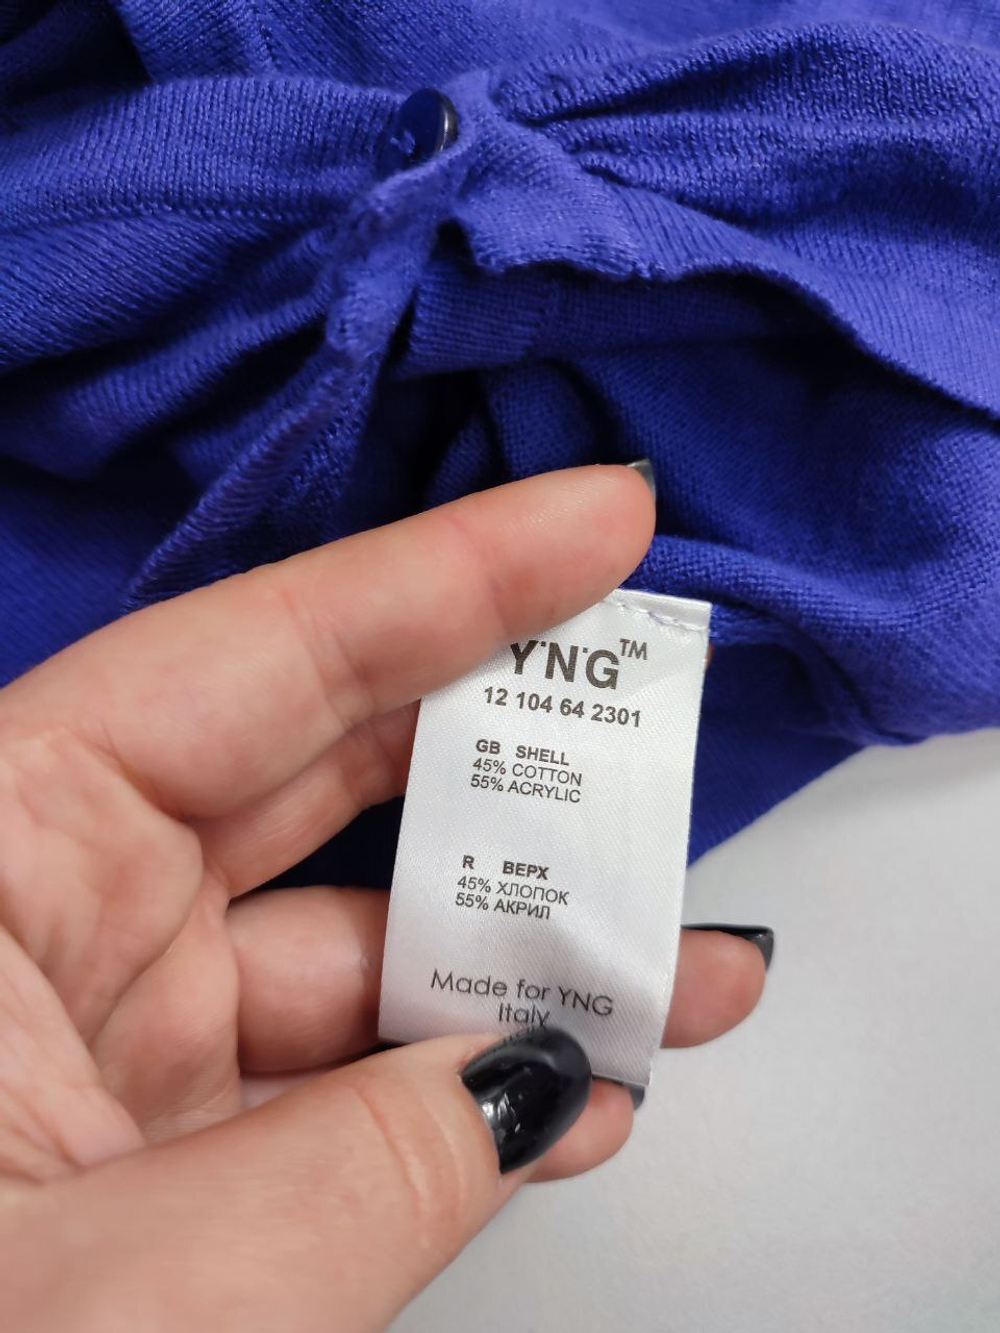 Y.N.G™
12 104 64 2301
GB SHELL
45% COTTON
55% ACRYLIC
R ВЕРХ
45% ХЛОПОК
55% АКРИЛ
Made for YNG
Italy